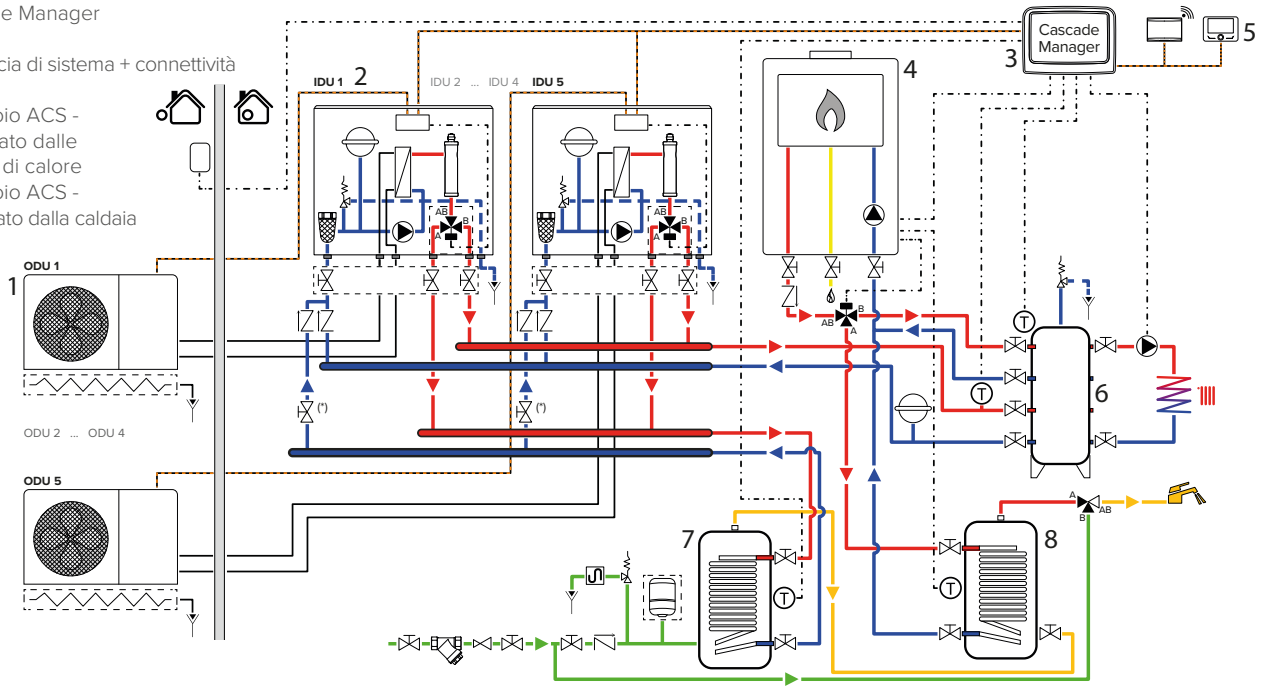 e Manager
cia di sistema + connettività
pio ACS -
ato dalle
di calore
pio ACS -
ato dalla caldaia
IDU 1
2
IDU 2 ... IDU 4
IDU 5
4
3
Cascade
Manager
5
AB
B
A
AB
B
A
ODU 1
1
(*)
(*)
AB
B
A
T
T
6
ODU 2 ... ODU 4
ODU 5
7
T
8
T
A
AB
B